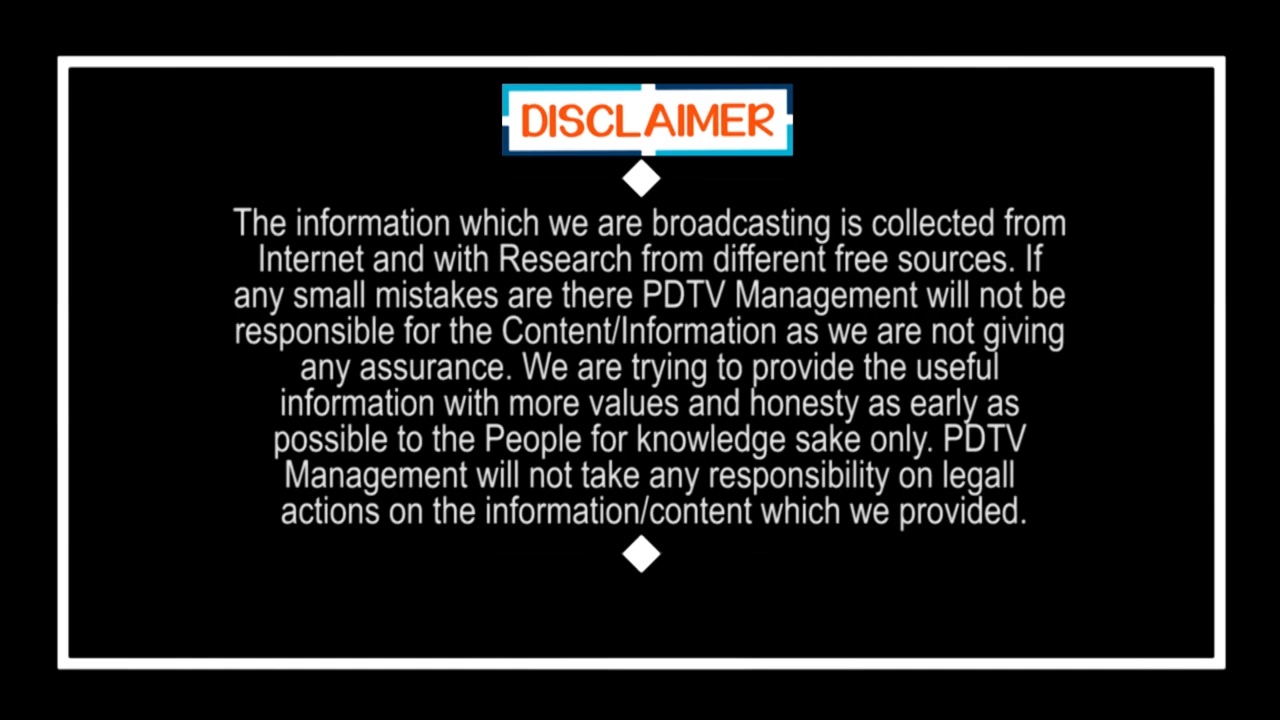 DISCLAIMER
The information which we are broadcasting is collected from
Internet and with Research from different free sources. If
any small mistakes are there PDTV Management will not be
responsible for the Content/Information as we are not giving
any assurance. We are trying to provide the useful
information with more values and honesty as early as
possible to the People for knowledge sake only. PDTV
Management will not take any responsibility on legall
actions on the information/content which we provided.